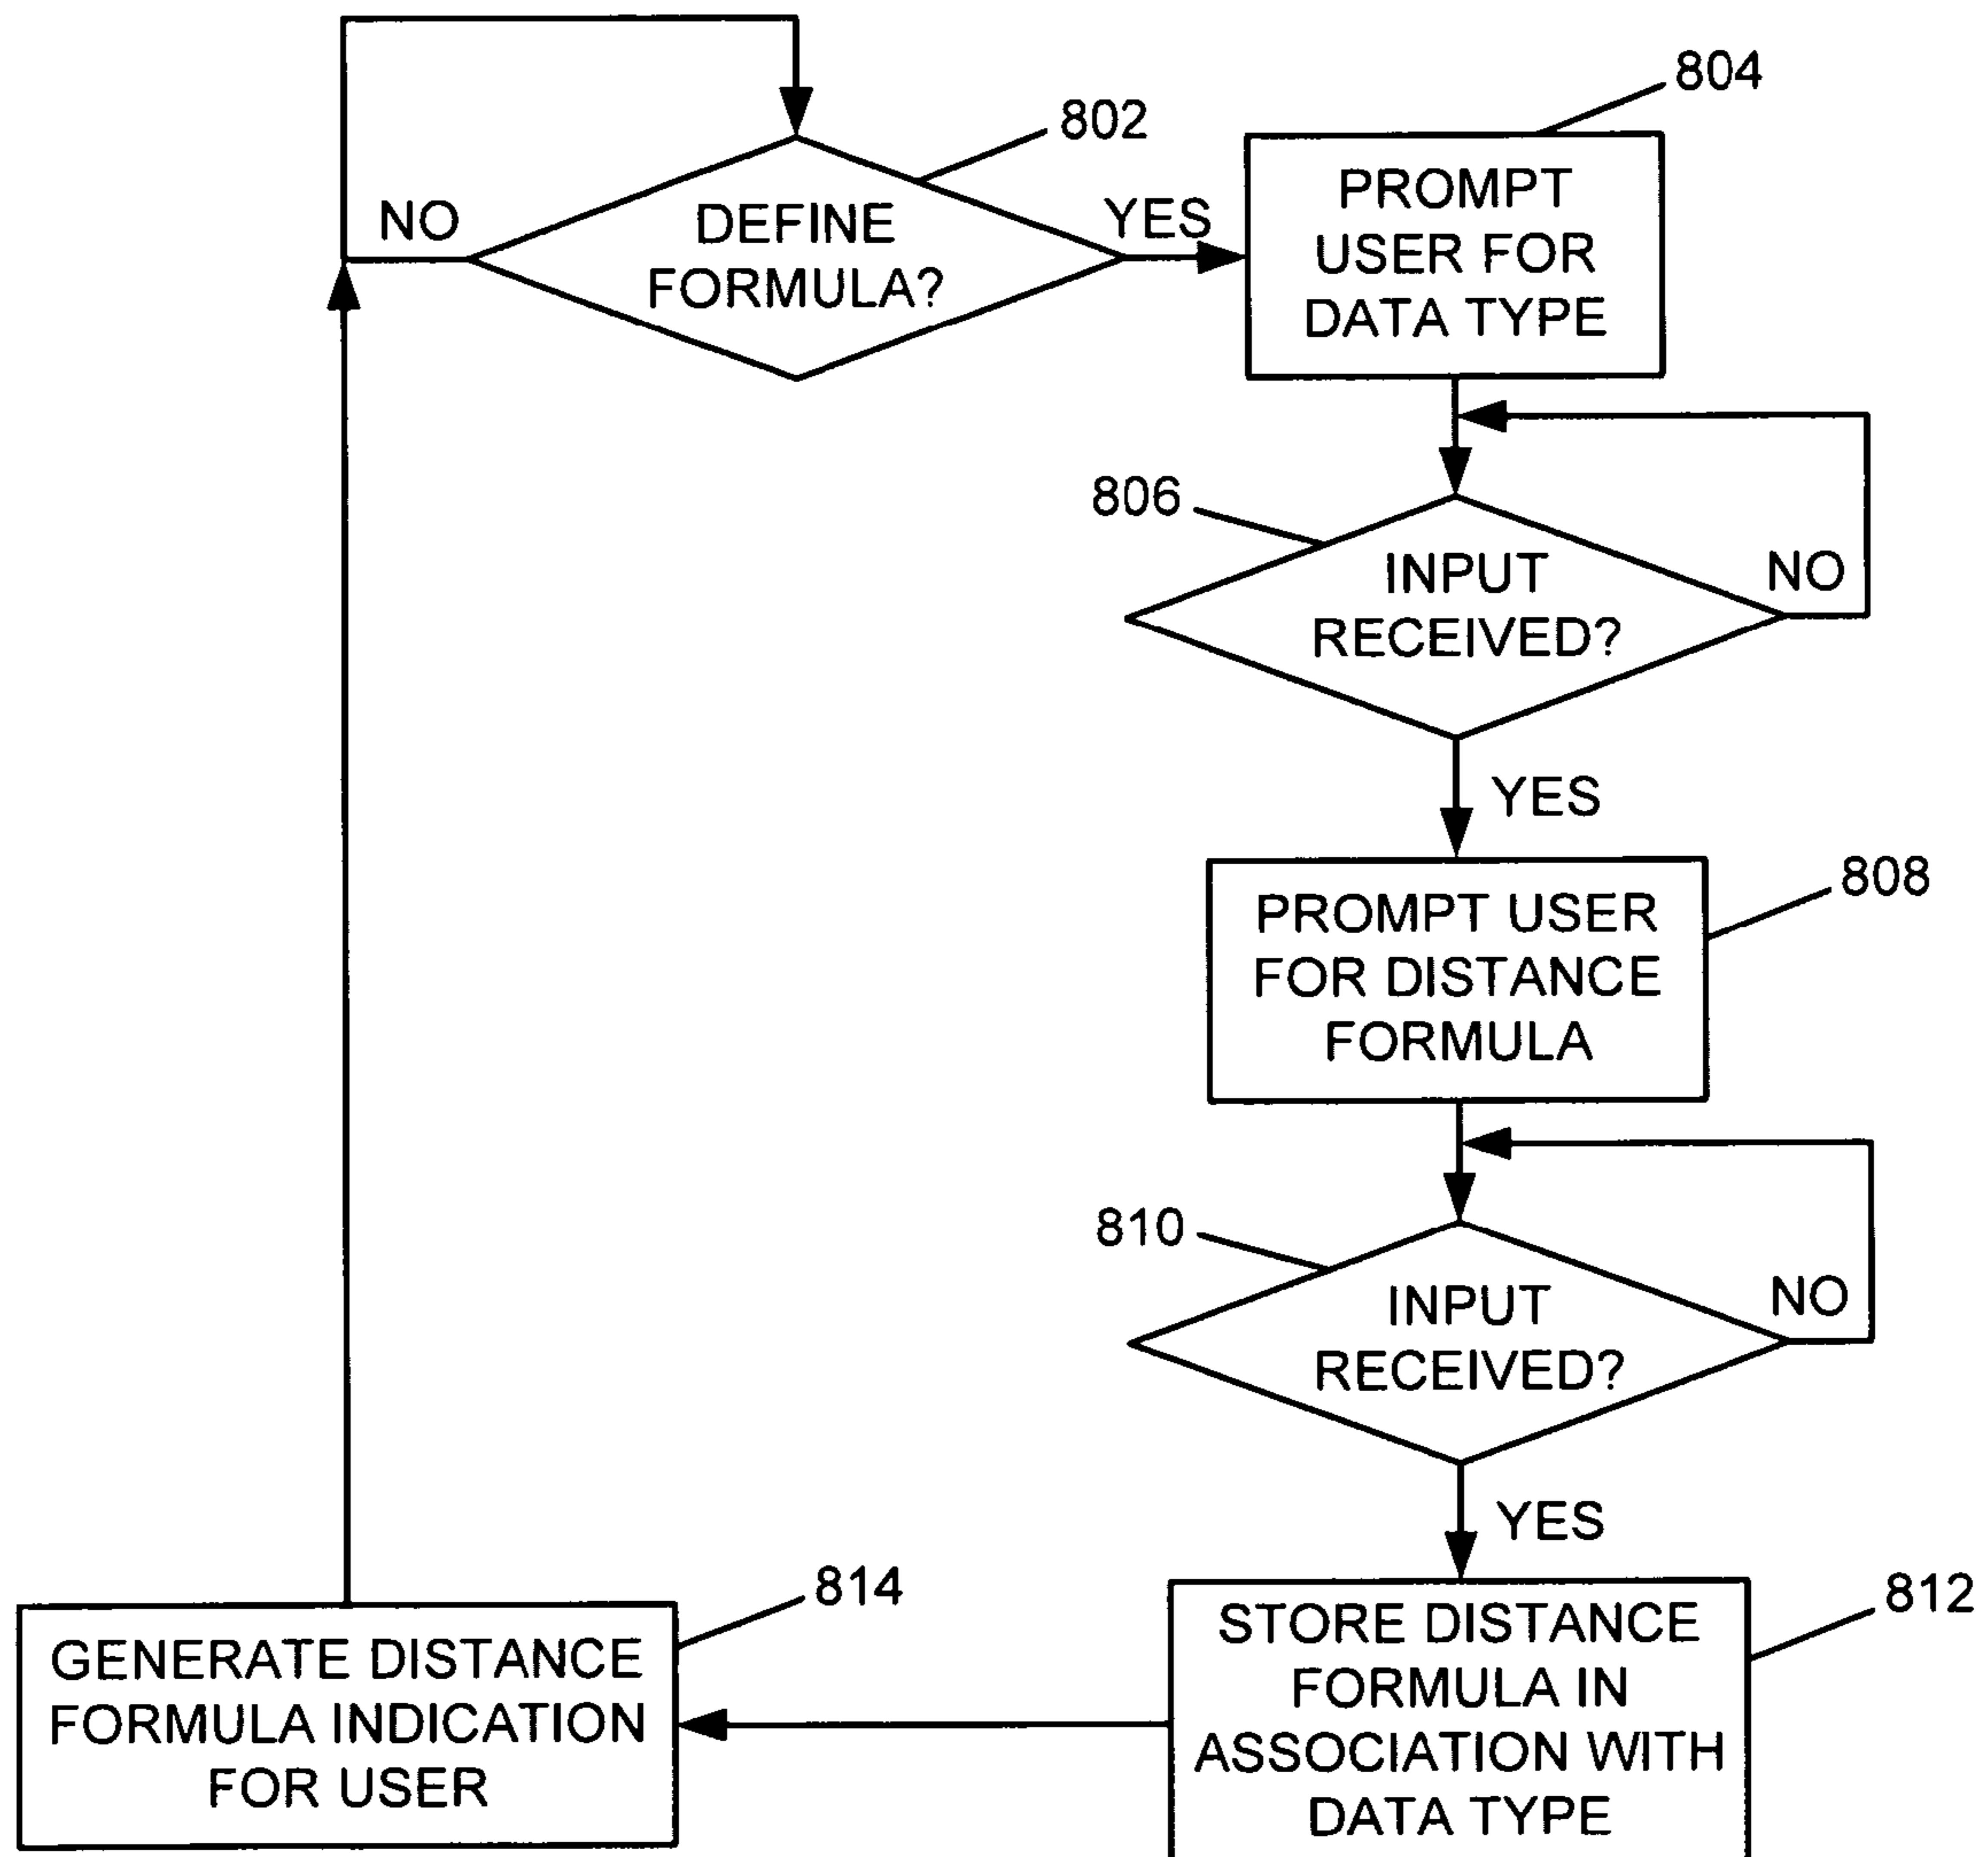 802
DEFINE
FORMULA?
NO
YES
804
PROMPT
USER FOR
DATA TYPE
806
INPUT
RECEIVED?
NO
YES
808
PROMPT USER
FOR DISTANCE
FORMULA
810
INPUT
RECEIVED?
NO
YES
812
STORE DISTANCE
FORMULA IN
ASSOCIATION WITH
DATA TYPE
814
GENERATE DISTANCE
FORMULA INDICATION
FOR USER